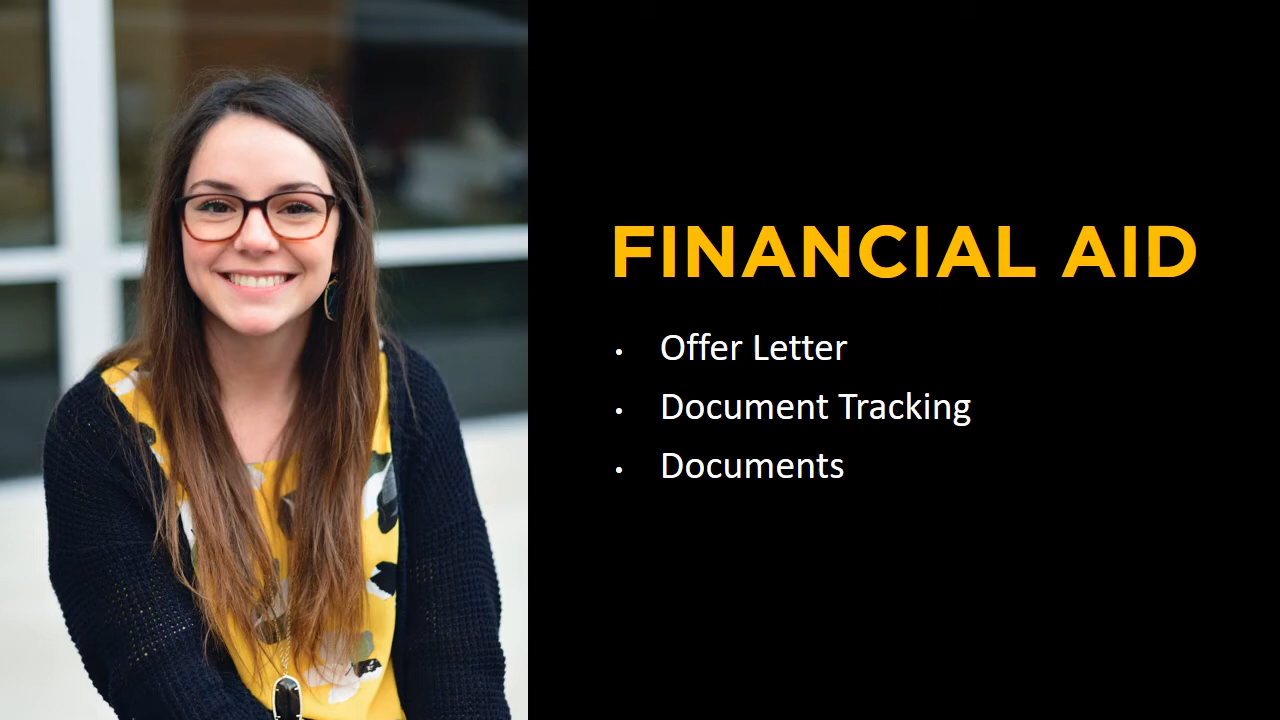 FINANCIAL AID
• Offer Letter
• Document Tracking
• Documents